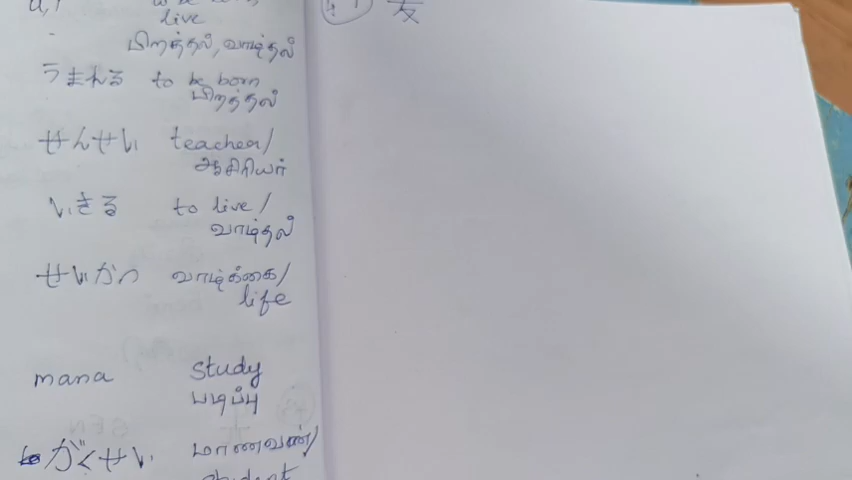 live
பிறத்தல், வாழ்தல்
うまれる to be born
பிறத்தல்
せんせい teacher/
ஆசிரியர்
いきる to live/
வாழ்தல்
せいかつ வாழ்க்கை/
life
mana study
படிப்பு
がくせい மாணவன்/
student
友